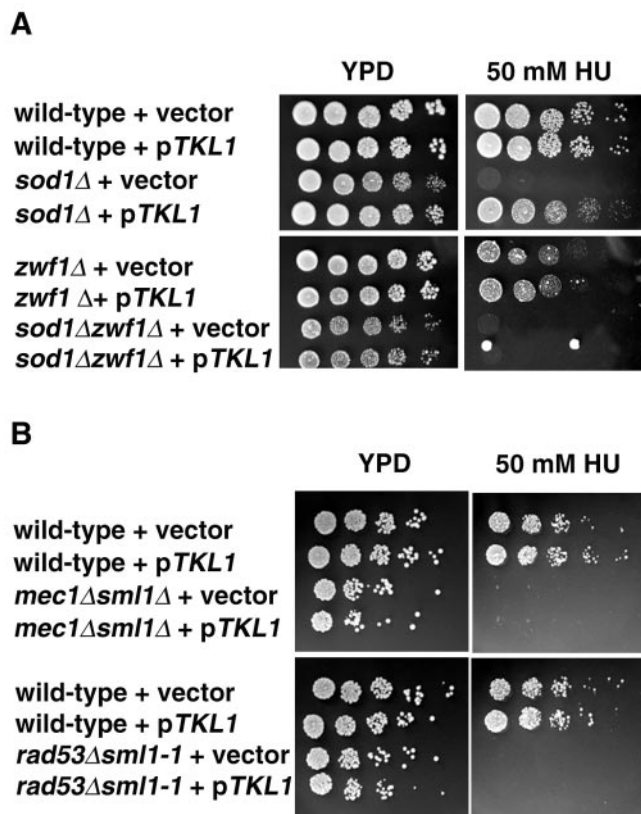 A
YPD 50 mM HU
wild-type + vector
wild-type + pTKL1
sod1Δ + vector
sod1Δ + pTKL1
zwf1Δ + vector
zwf1 Δ+ pTKL1
sod1Δzwf1Δ + vector
sod1Δzwf1Δ + pTKL1
B
YPD 50 mM HU
wild-type + vector
wild-type + pTKL1
mec1Δsml1Δ + vector
mec1Δsml1Δ + pTKL1
wild-type + vector
wild-type + pTKL1
rad53Δsml1-1 + vector
rad53Δsml1-1 + pTKL1